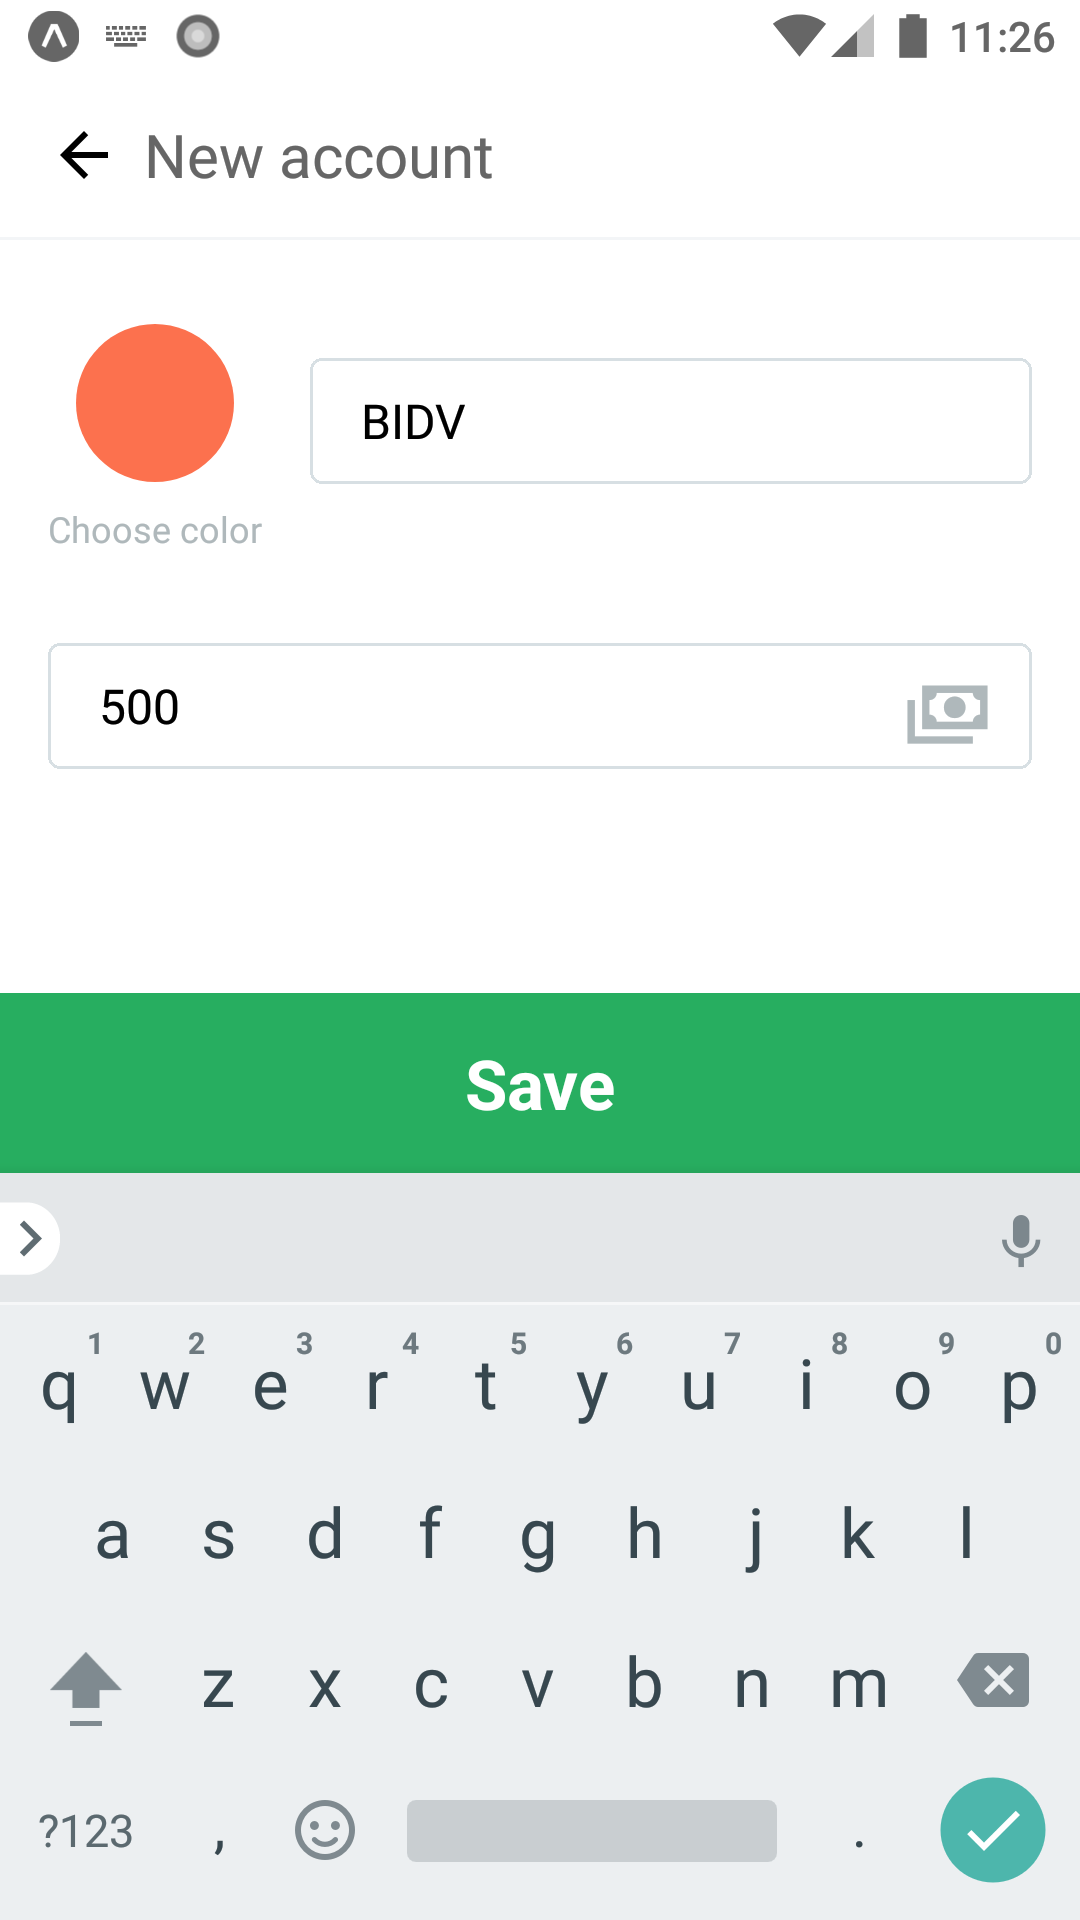 11:26
New account
BIDV
Choose color
500
Save
1 2 3 4 5 6 7 8 9 0
q w e r t y u i o p
a s d f g h j k l
z x c v b n m
?123 , .